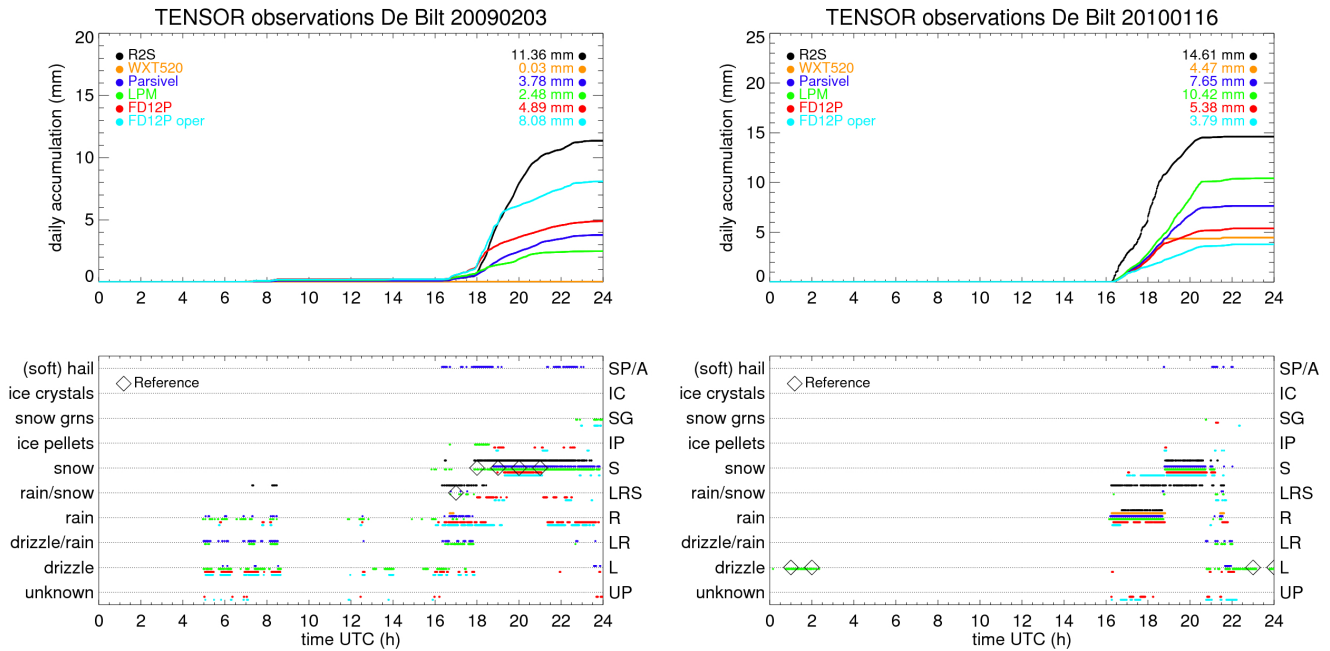 TENSOR observations De Bilt 20090203
daily accumulation (mm)
20
15
10
5
0
R2S 11.36 mm
WXT520 0.03 mm
Parsivel 3.78 mm
LPM 2.48 mm
FD12P 4.89 mm
FD12P oper 8.08 mm
0 2 4 6 8 10 12 14 16 18 20 22 24
TENSOR observations De Bilt 20100116
daily accumulation (mm)
25
20
15
10
5
0
R2S 14.61 mm
WXT520 4.47 mm
Parsivel 7.65 mm
LPM 10.42 mm
FD12P 5.38 mm
FD12P oper 3.79 mm
0 2 4 6 8 10 12 14 16 18 20 22 24
(soft) hail SP/A
Reference
ice crystals IC
snow grns SG
ice pellets IP
snow S
rain/snow LRS
rain R
drizzle/rain LR
drizzle L
unknown UP
0 2 4 6 8 10 12 14 16 18 20 22 24
time UTC (h)
(soft) hail SP/A
Reference
ice crystals IC
snow grns SG
ice pellets IP
snow S
rain/snow LRS
rain R
drizzle/rain LR
drizzle L
unknown UP
0 2 4 6 8 10 12 14 16 18 20 22 24
time UTC (h)